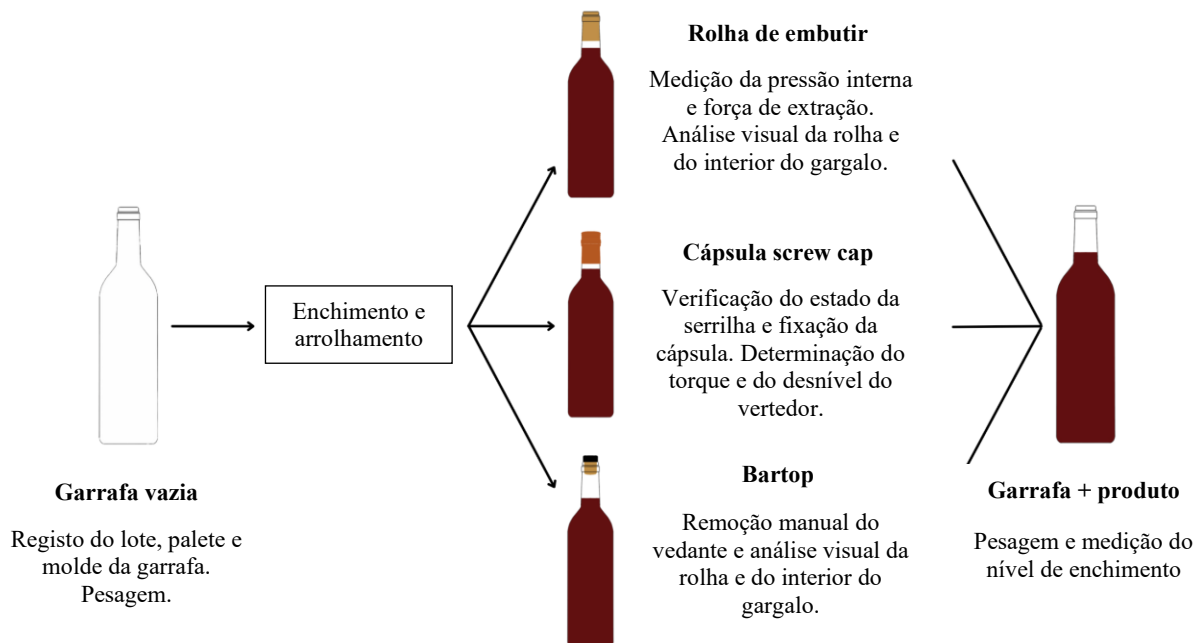 Garrafa vazia
Registo do lote, palete e
molde da garrafa.
Pesagem.
Enchimento e
arrolhamento
Rolha de embutir
Medição da pressão interna
e força de extração.
Análise visual da rolha e
do interior do gargalo.
Cápsula screw cap
Verificação do estado da
serrilha e fixação da
cápsula. Determinação do
torque e do desnível do
vertedor.
Bartop
Remoção manual do
vedante e análise visual da
rolha e do interior do
gargalo.
Garrafa + produto
Pesagem e medição do
nível de enchimento